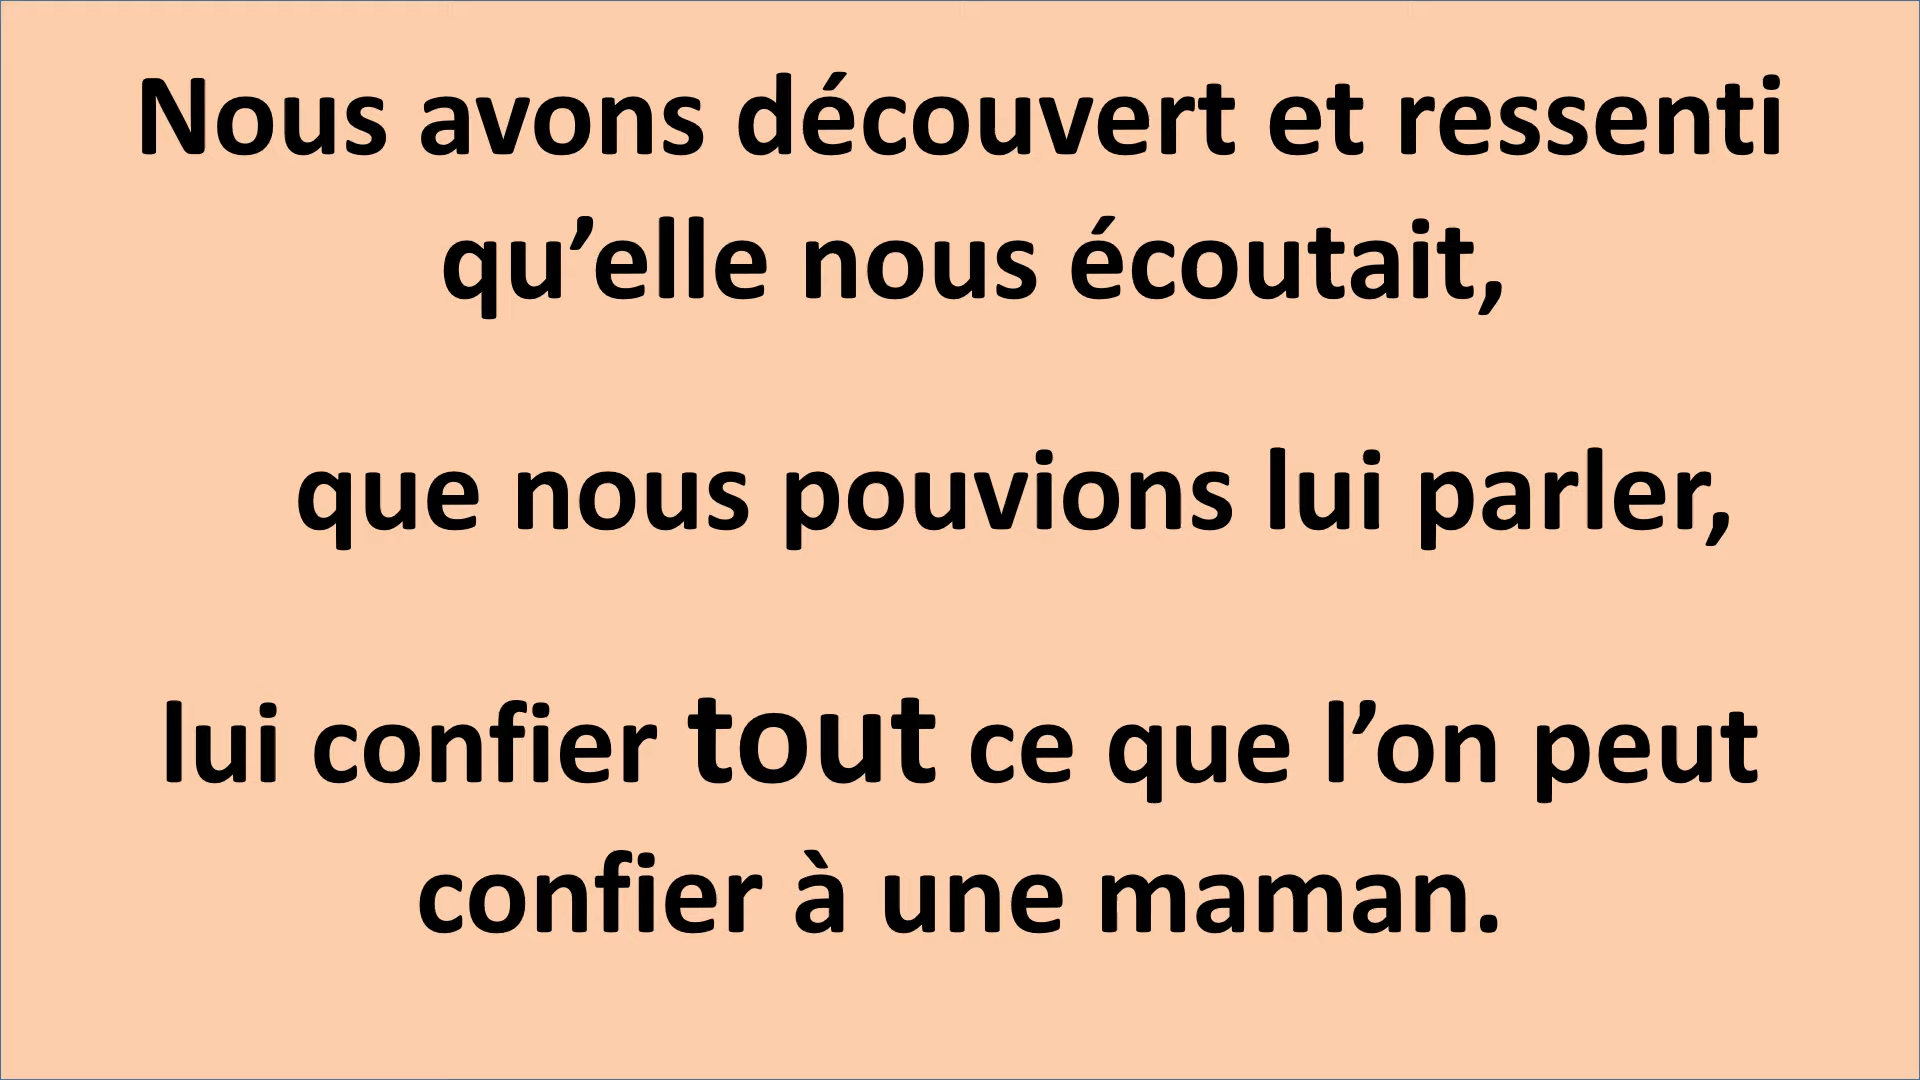 Nous avons découvert et ressenti
qu’elle nous écoutait,
que nous pouvions lui parler,
lui confier tout ce que l’on peut
confier à une maman.